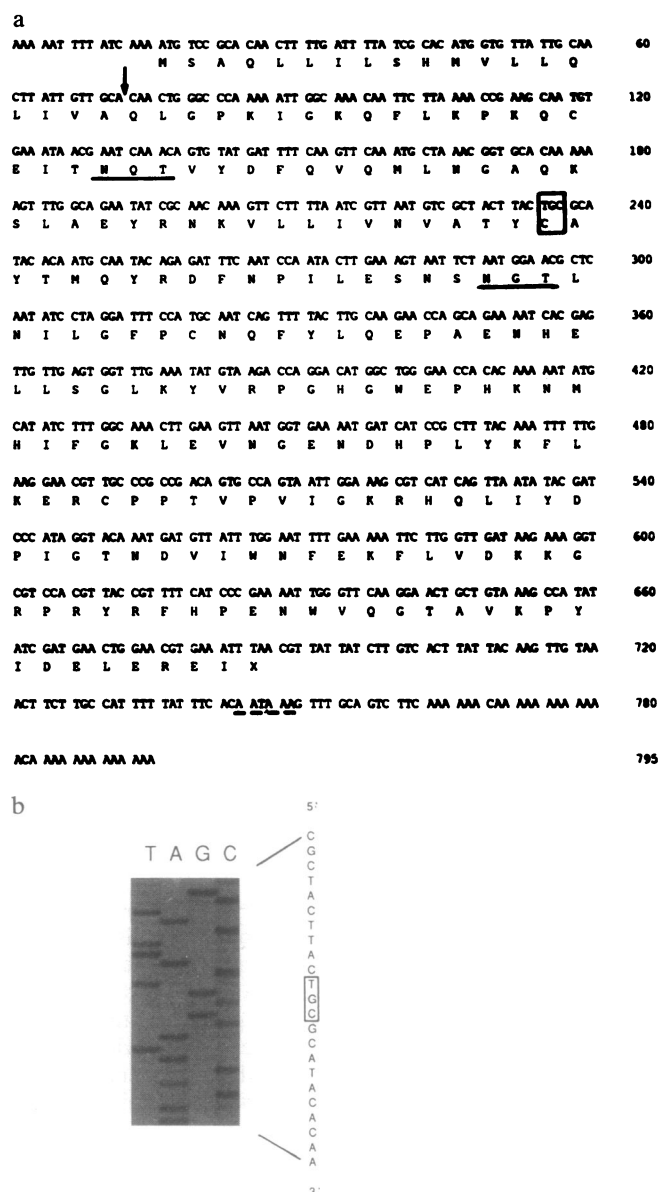 a
AAA AAT TTT ATC AAA ATG TCC GCA CAA CTT TTG ATT TTA TCG CAC ATG GTG TTA TTG CAA 60
M S A Q L L I L S H M V L L Q
CTT ATT GTT GCA CAA CTG GGC CCA AAA ATT GGC AAA CAA TTC TTA AAA CCG AAG CAA TGT 120
L I V A Q L G P K I G K Q F L K P K Q C
GAA ATA ACG AAT CAA ACA GTG TAT GAT TTT CAA GTT CAA ATG CTA AAC GGT GCA CAA AAA 180
E I T N Q T V Y D F Q V Q M L N G A Q K
AGT TTG GCA GAA TAT CGC AAC AAA GTT CTT TTA ATC GTT AAT GTC GCT ACT TAC TGC GCA 240
S L A E Y R N K V L L I V N V A T Y C A
TAC ACA ATG CAA TAC AGA GAT TTC AAT CCA ATA CTT GAA AGT AAT TCT AAT GGA ACG CTC 300
Y T M Q Y R D F N P I L E S N S N G T L
AAT ATC CTA GGA TTT CCA TGC AAT CAG TTT TAC TTG CAA GAA CCA GCA GAA AAT CAC GAG 360
N I L G F P C N Q F Y L Q E P A E N H E
TTG TTG AGT GGT TTG AAA TAT GTA AGA CCA GGA CAT GGC TGG GAA CCA CAC AAA AAT ATG 420
L L S G L K Y V R P G H G W E P H K N M
CAT ATC TTT GGC AAA CTT GAA GTT AAT GGT GAA AAT GAT CAT CCG CTT TAC AAA TTT TTG 480
H I F G K L E V N G E N D H P L Y K F L
AAG GAA CGT TGC CCG CCG ACA GTG CCA GTA ATT GGA AAG CGT CAT CAG TTA ATA TAC GAT 540
K E R C P P T V P V I G K R H Q L I Y D
CCC ATA GGT ACA AAT GAT GTT ATT TGG AAT TTT GAA AAA TTC TTG GTT GAT AAG AAA GGT 600
P I G T N D V I W N F E K F L V D K K G
CGT CCA CGT TAC CGT TTT CAT CCC GAA AAT TGG GTT CAA GGA ACT GCT GTA AAG CCA TAT 660
R P R Y R F H P E N W V Q G T A V K P Y
ATC GAT GAA CTG GAA CGT GAA ATT TAA CGT TAT TAT CTT GTC ACT TAT TAC AAG TTG TAA 720
I D E L E R E I X
ACT TCT TGC CAT TTT TAT TTC ACA ATA AAG TTT GCA GTC TTC AAA AAA CAA AAA AAA AAA 780
ACA AAA AAA AAA AAA 795
b
5'
T A G C
C
G
C
T
A
C
T
T
A
C
T
G
C
G
C
A
T
A
C
A
C
A
A